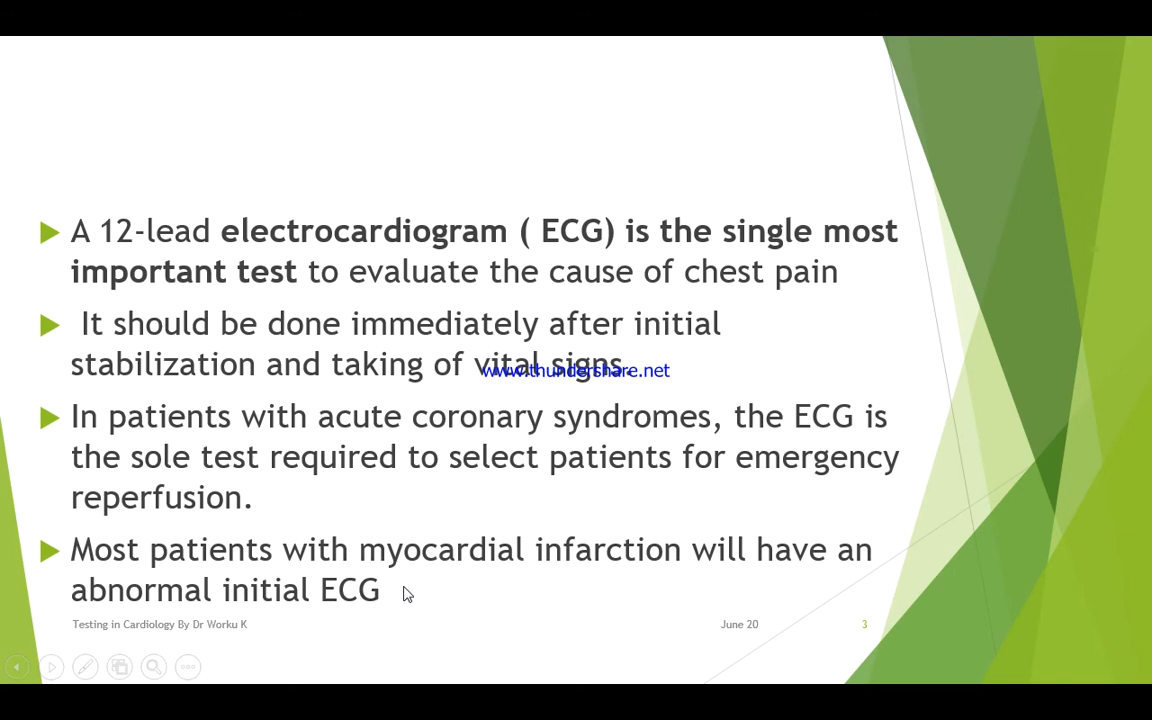 A 12-lead electrocardiogram ( ECG) is the single most
important test to evaluate the cause of chest pain
It should be done immediately after initial
stabilization and taking of vital signs.
www.thundershare.net
In patients with acute coronary syndromes, the ECG is
the sole test required to select patients for emergency
reperfusion.
Most patients with myocardial infarction will have an
abnormal initial ECG
Testing in Cardiology By Dr Worku K
June 20
3